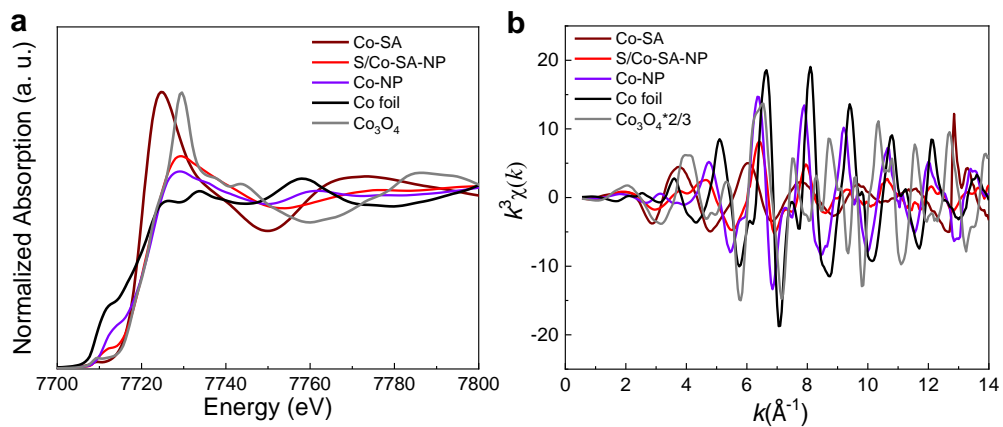 a
Normalized Absorption (a. u.)
Co-SA
S/Co-SA-NP
Co-NP
Co foil
Co₃O₄
7700 7720 7740 7760 7780 7800
Energy (eV)
b
k³χ(k)
20
10
0
-10
-20
Co-SA
S/Co-SA-NP
Co-NP
Co foil
Co₃O₄*2/3
0 2 4 6 8 10 12 14
k(Å⁻¹)